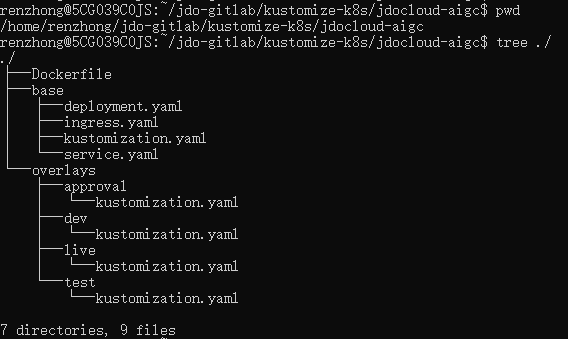 renzhong@5CG039C0JS:~/jdo-gitlab/kustomize-k8s/jdocloud-aigc$ pwd
/home/renzhong/jdo-gitlab/kustomize-k8s/jdocloud-aigc
renzhong@5CG039C0JS:~/jdo-gitlab/kustomize-k8s/jdocloud-aigc$ tree ./
./
├──Dockerfile
├──base
│   ├──deployment.yaml
│   ├──ingress.yaml
│   ├──kustomization.yaml
│   └──service.yaml
└──overlays
    ├──approval
    │   └──kustomization.yaml
    ├──dev
    │   └──kustomization.yaml
    ├──live
    │   └──kustomization.yaml
    └──test
        └──kustomization.yaml
7 directories, 9 files